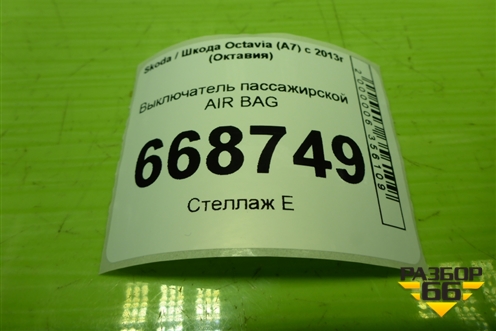 Skoda / Шкода Octavia (A7) с 2013г
(Октавия)
Выключатель пассажирской
AIR BAG
668749
Стеллаж Е
РАЗБОР
66